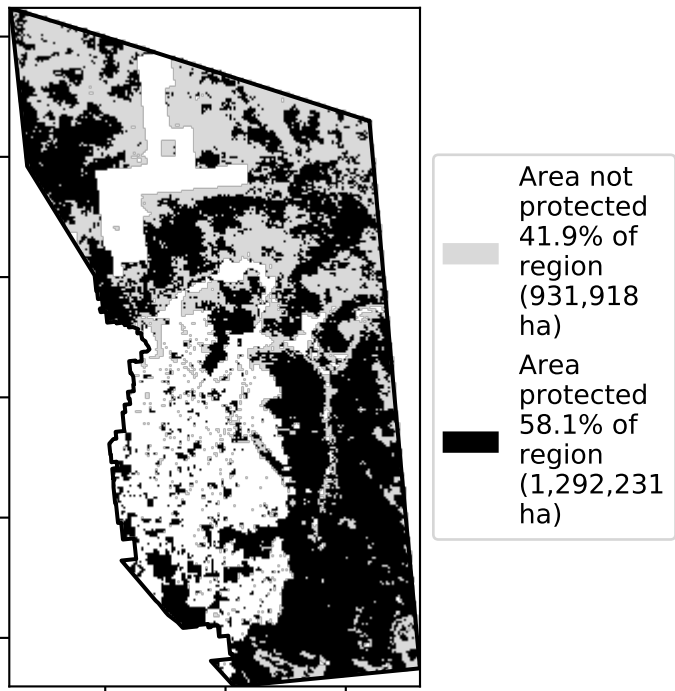 Area not
protected
41.9% of
region
(931,918
ha)
Area
protected
58.1% of
region
(1,292,231
ha)